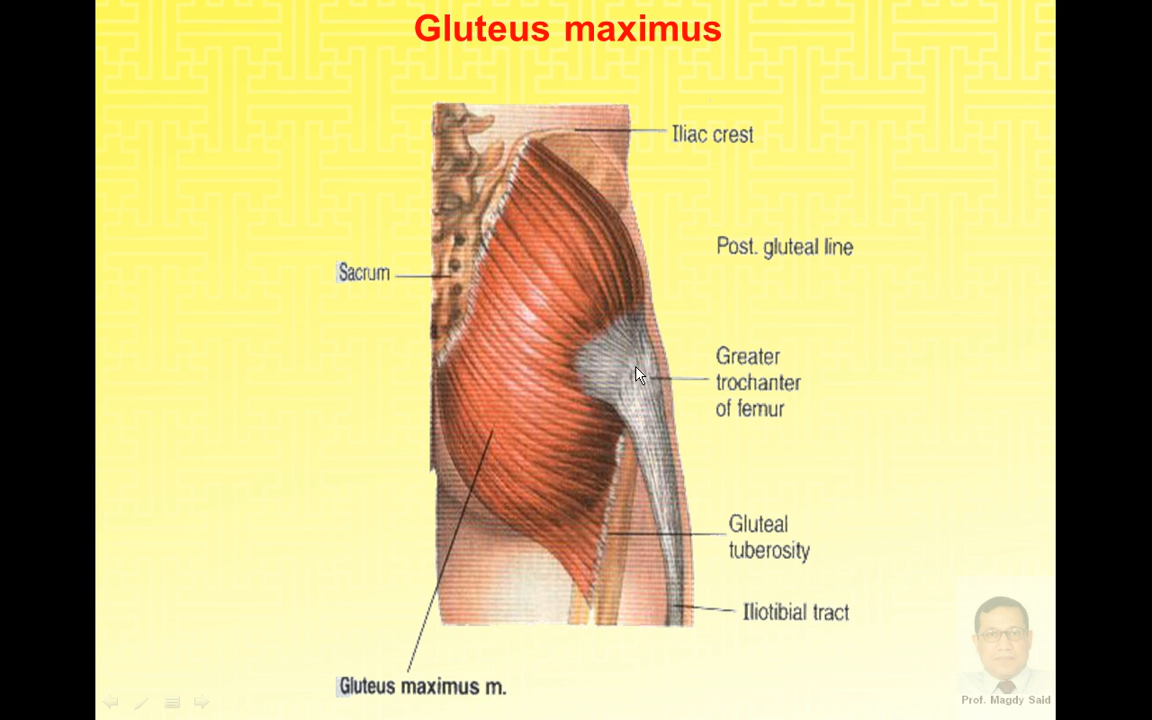 Gluteus maximus
Iliac crest
Post. gluteal line
Sacrum
Greater
trochanter
of femur
Gluteal
tuberosity
Iliotibial tract
Gluteus maximus m.
Prof. Magdy Said